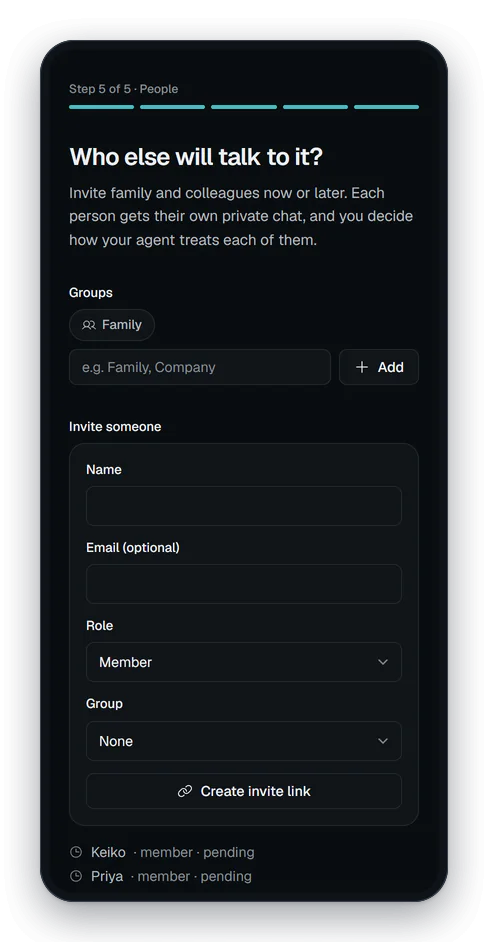 Step 5 of 5 · People
Who else will talk to it?
Invite family and colleagues now or later. Each
person gets their own private chat, and you decide
how your agent treats each of them.
Groups
Family
e.g. Family, Company
Add
Invite someone
Name
Email (optional)
Role
Member
Group
None
Create invite link
Keiko · member · pending
Priya · member · pending